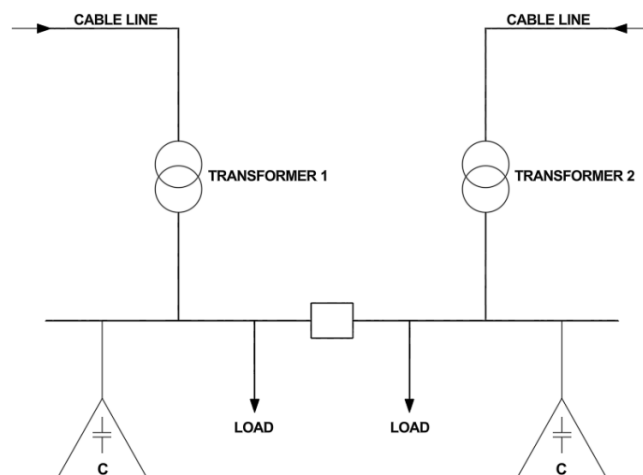 CABLE LINE
CABLE LINE
TRANSFORMER 1
TRANSFORMER 2
LOAD
LOAD
C
C